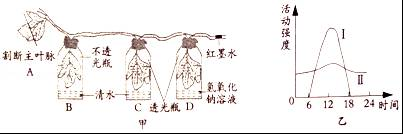 割断主叶脉
A
不透
光瓶
B
清水
C
透光瓶
D
红墨水
氢氧化
钠溶液
甲
活动
强度
I
II
0
6
12
18
24
时间
乙